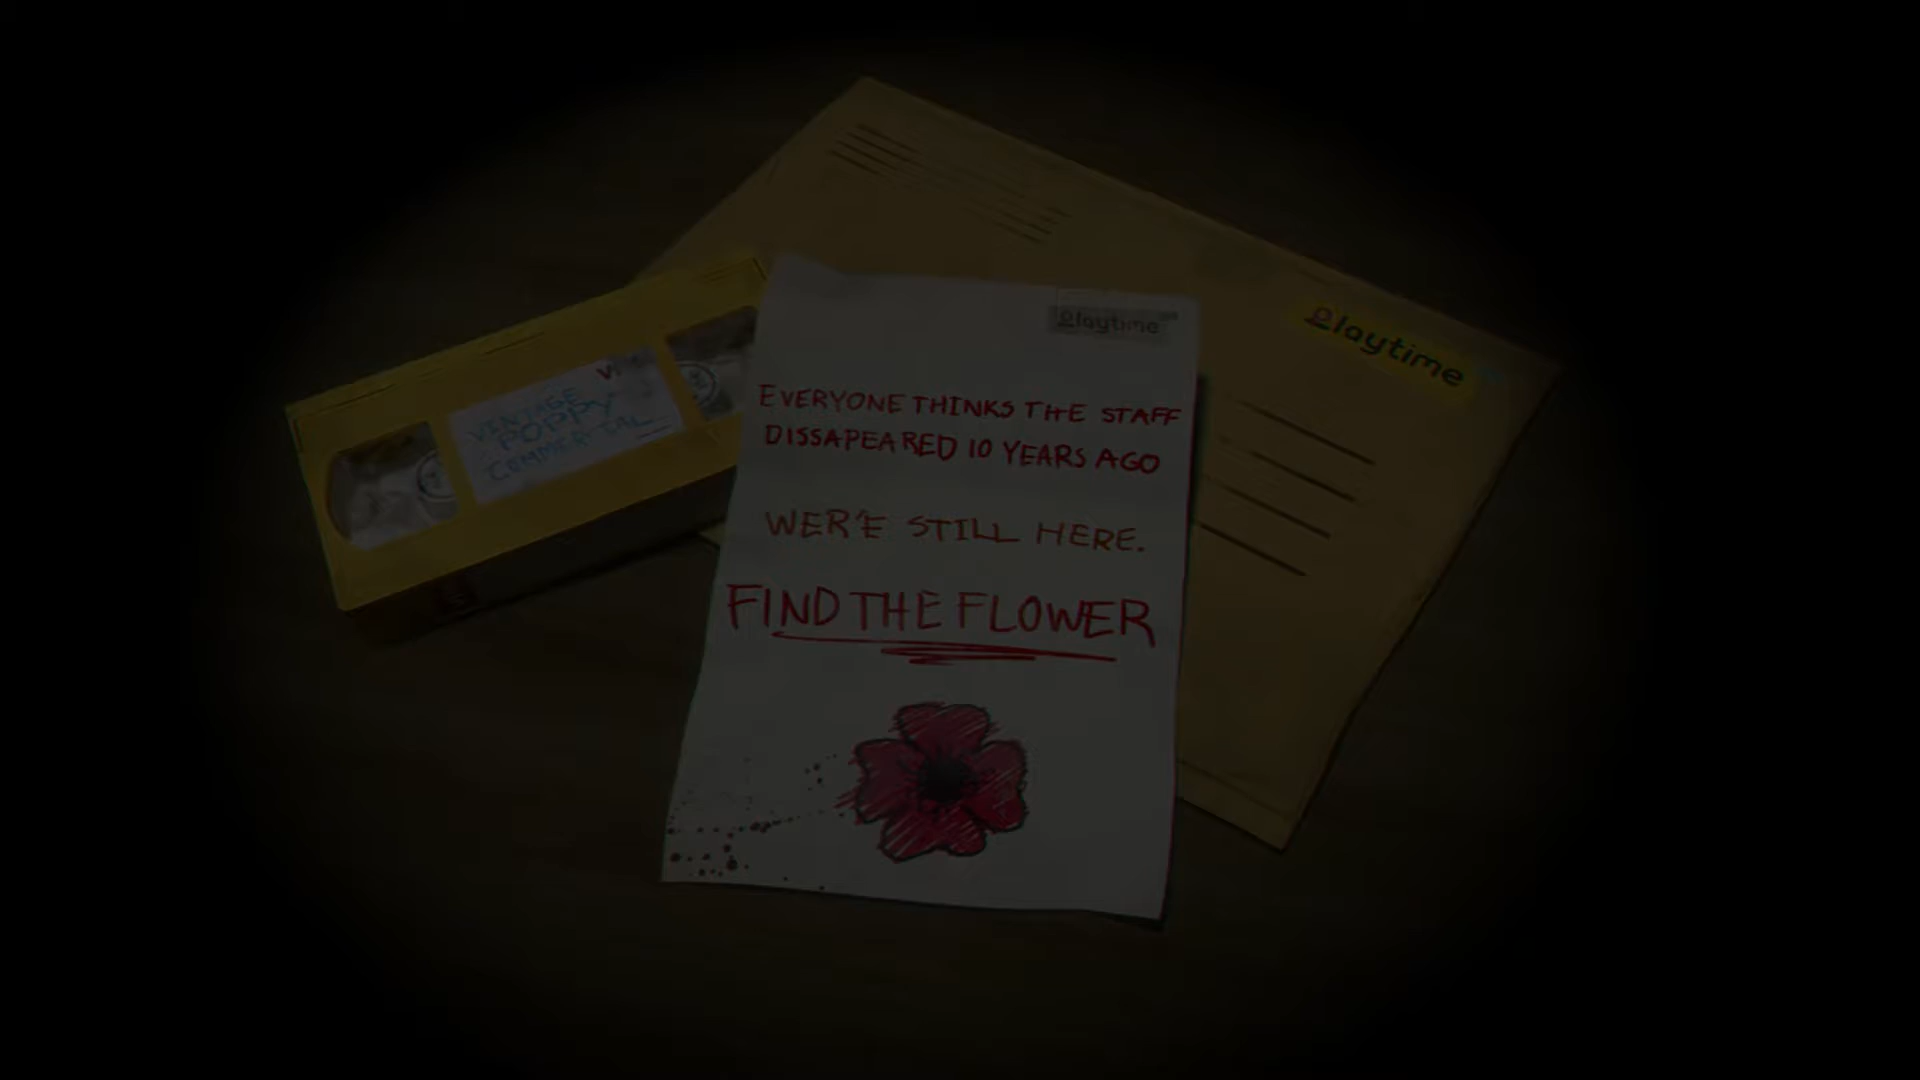 Playtime
Playtime
VINTAGE
POPPY
COMMERCIAL
EVERYONE THINKS THE STAFF
DISSAPEARED 10 YEARS AGO
WER'E STILL HERE.
FIND THE FLOWER